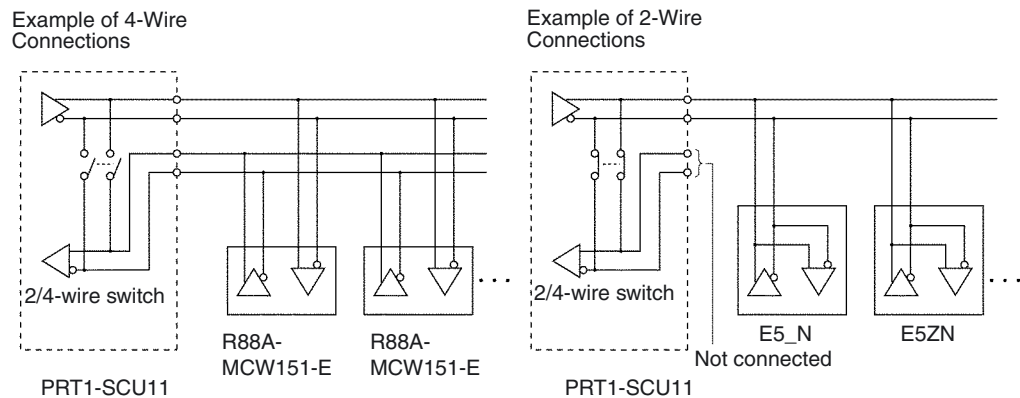 Example of 4-Wire
Connections
2/4-wire switch
R88A-
MCW151-E
R88A-
MCW151-E
. . .
PRT1-SCU11
Example of 2-Wire
Connections
2/4-wire switch
E5_N
E5ZN
. . .
Not connected
PRT1-SCU11